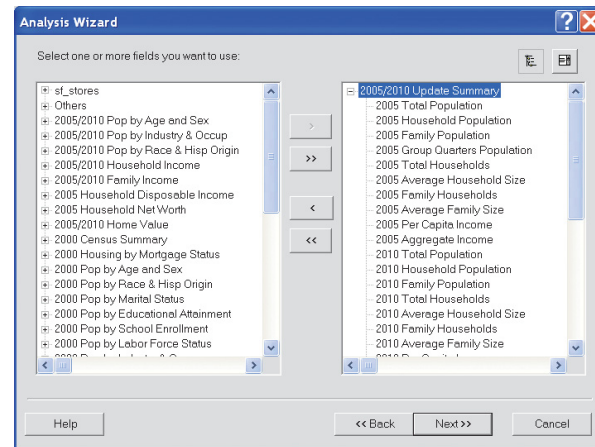 Analysis Wizard
Select one or more fields you want to use:
sf_stores
Others
2005/2010 Pop by Age and Sex
2005/2010 Pop by Industry & Occup
2005/2010 Pop by Race & Hisp Origin
2005/2010 Household Income
2005/2010 Family Income
2005 Household Disposable Income
2005 Household Net Worth
2005/2010 Home Value
2000 Census Summary
2000 Housing by Mortgage Status
2000 Pop by Age and Sex
2000 Pop by Race & Hisp Origin
2000 Pop by Marital Status
2000 Pop by Educational Attainment
2000 Pop by School Enrollment
2000 Pop by Labor Force Status
>
>>
<
<<
2005/2010 Update Summary
2005 Total Population
2005 Household Population
2005 Family Population
2005 Group Quarters Population
2005 Total Households
2005 Average Household Size
2005 Family Households
2005 Average Family Size
2005 Per Capita Income
2005 Aggregate Income
2010 Total Population
2010 Household Population
2010 Family Population
2010 Total Households
2010 Average Household Size
2010 Family Households
2010 Average Family Size
Help
<< Back
Next >>
Cancel